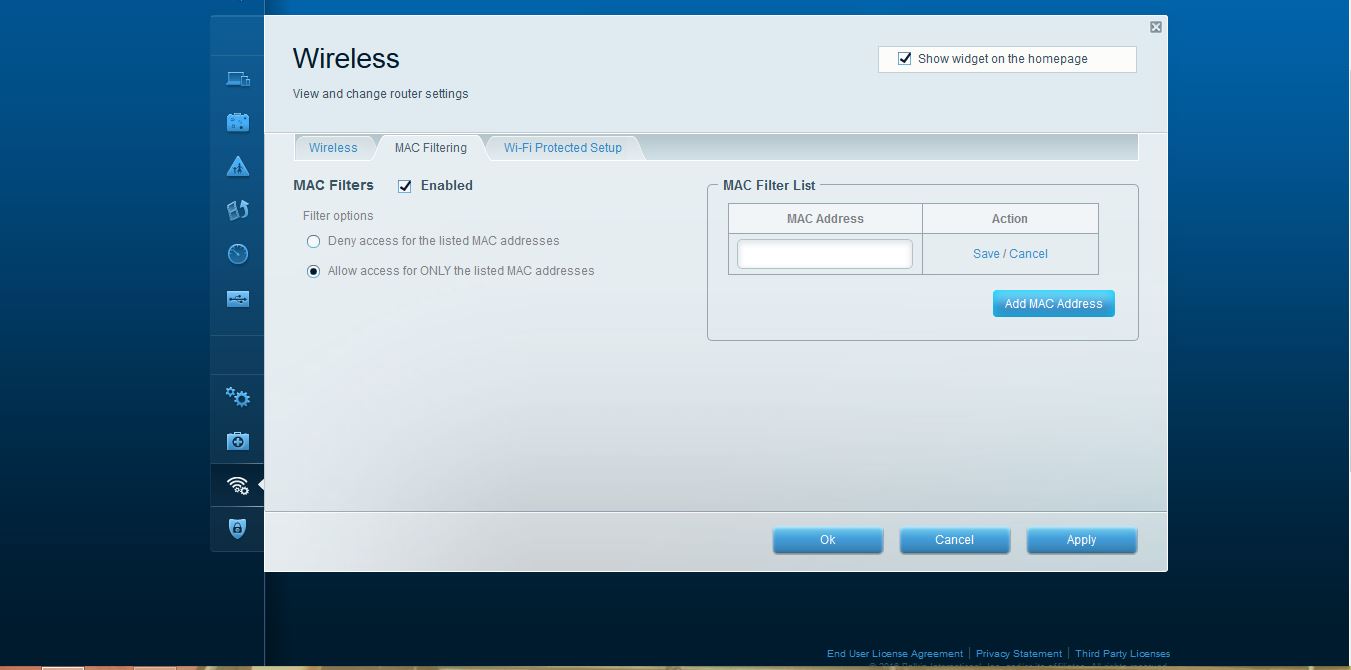 Wireless
Show widget on the homepage
View and change router settings
Wireless
MAC Filtering
Wi-Fi Protected Setup
MAC Filters
Enabled
Filter options
Deny access for the listed MAC addresses
Allow access for ONLY the listed MAC addresses
MAC Filter List
MAC Address
Action
Save / Cancel
Add MAC Address
Ok
Cancel
Apply
End User License Agreement | Privacy Statement | Third Party Licenses